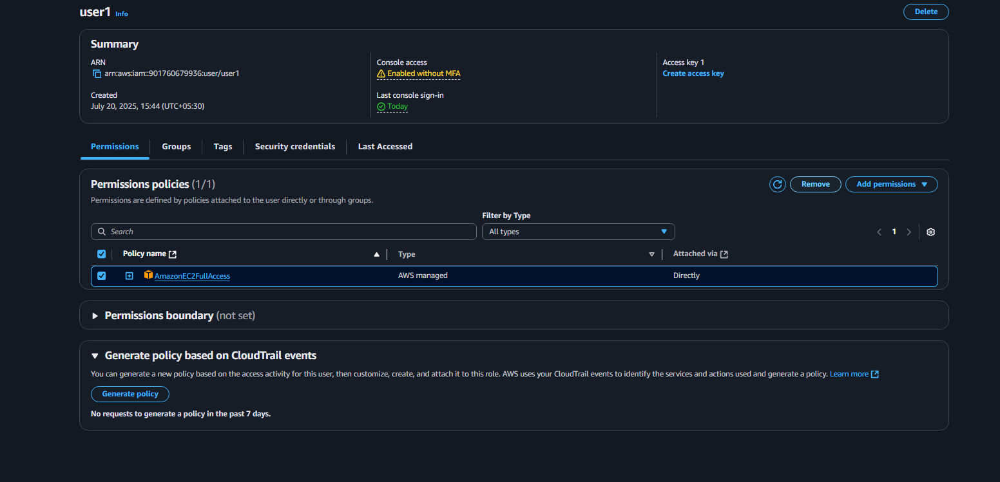 user1 Info
Delete
Summary
ARN
arn:aws:iam::901760679936:user/user1
Created
July 20, 2025, 15:44 (UTC+05:30)
Console access
Enabled without MFA
Last console sign-in
Today
Access key 1
Create access key
Permissions
Groups
Tags
Security credentials
Last Accessed
Permissions policies (1/1)
Remove
Add permissions
Permissions are defined by policies attached to the user directly or through groups.
Filter by Type
Search
All types
1
Policy name
Type
Attached via
AmazonEC2FullAccess
AWS managed
Directly
Permissions boundary (not set)
Generate policy based on CloudTrail events
You can generate a new policy based on the access activity for this user, then customize, create, and attach it to this role. AWS uses your CloudTrail events to identify the services and actions used and generate a policy. Learn more
Generate policy
No requests to generate a policy in the past 7 days.